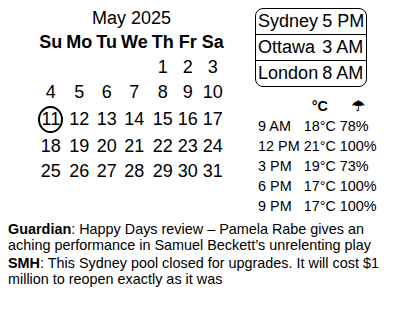 May 2025
Su Mo Tu We Th Fr Sa
1 2 3
4 5 6 7 8 9 10
11 12 13 14 15 16 17
18 19 20 21 22 23 24
25 26 27 28 29 30 31
Sydney 5 PM
Ottawa 3 AM
London 8 AM
°C ☂
9 AM 18°C 78%
12 PM 21°C 100%
3 PM 19°C 73%
6 PM 17°C 100%
9 PM 17°C 100%
Guardian: Happy Days review – Pamela Rabe gives an
aching performance in Samuel Beckett’s unrelenting play
SMH: This Sydney pool closed for upgrades. It will cost $1
million to reopen exactly as it was